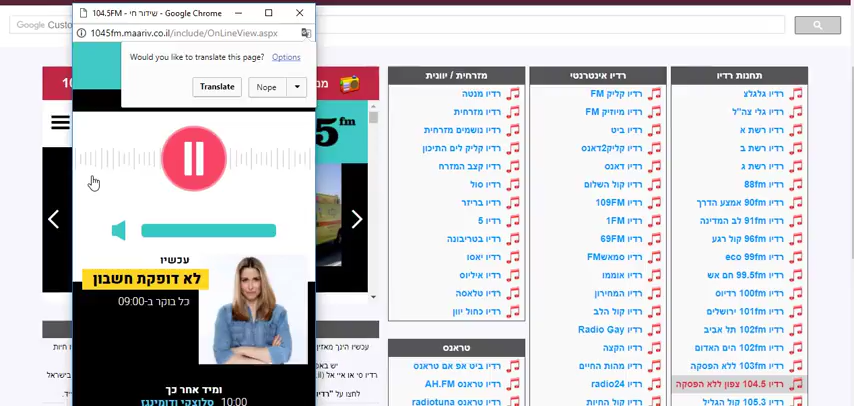 104.5FM - שידור חי - Google Chrome
1045fm.maariv.co.il/include/OnLineView.aspx
Would you like to translate this page? Options
Translate
Nope
Google Custo
fm
עכשיו
לא דופקת חשבון
כל בוקר ב-09:00
ומיד אחר כך
10:00 סלוצקי ודומינגז
מזרחית / יוונית
רדיו מנטה
רדיו מזרחית
רדיו נושמים מזרחית
רדיו קליק לים התיכון
רדיו קצב המזרח
רדיו סול
רדיו בריזר
רדיו 5
רדיו בטריבונה
רדיו יאסו
רדיו איליוס
רדיו טלאסה
רדיו כחול יוון
טראנס
רדיו ביט אפ אם טראנס
רדיו טראנס AH.FM
רדיו טראנס radiotuna
רדיו אינטרנטי
רדיו קליק FM
רדיו מיוזיק FM
רדיו ביט
רדיו קליק2דאנס
רדיו דאנס
רדיו קול השלום
רדיו 109FM
רדיו 1FM
רדיו 69FM
רדיו סמאשFM
רדיו אוממו
רדיו המחירון
רדיו קול הלב
רדיו Radio Gay
רדיו הקצה
רדיו מהות החיים
רדיו radio24
רדיו קול החיות
תחנות רדיו
רדיו גלגלצ
רדיו גלי צה"ל
רדיו רשת א
רדיו רשת ב
רדיו רשת ג
רדיו 88fm
רדיו 90fm אמצע הדרך
רדיו 91fm לב המדינה
רדיו 96fm קול רגע
רדיו eco 99fm
רדיו 99.5fm חם אש
רדיו 100fm רדיוס
רדיו 101fm ירושלים
רדיו 102fm תל אביב
רדיו 102fm הים האדום
רדיו 103fm ללא הפסקה
רדיו 104.5 צפון ללא הפסקה
רדיו 105.3 קול הגליל